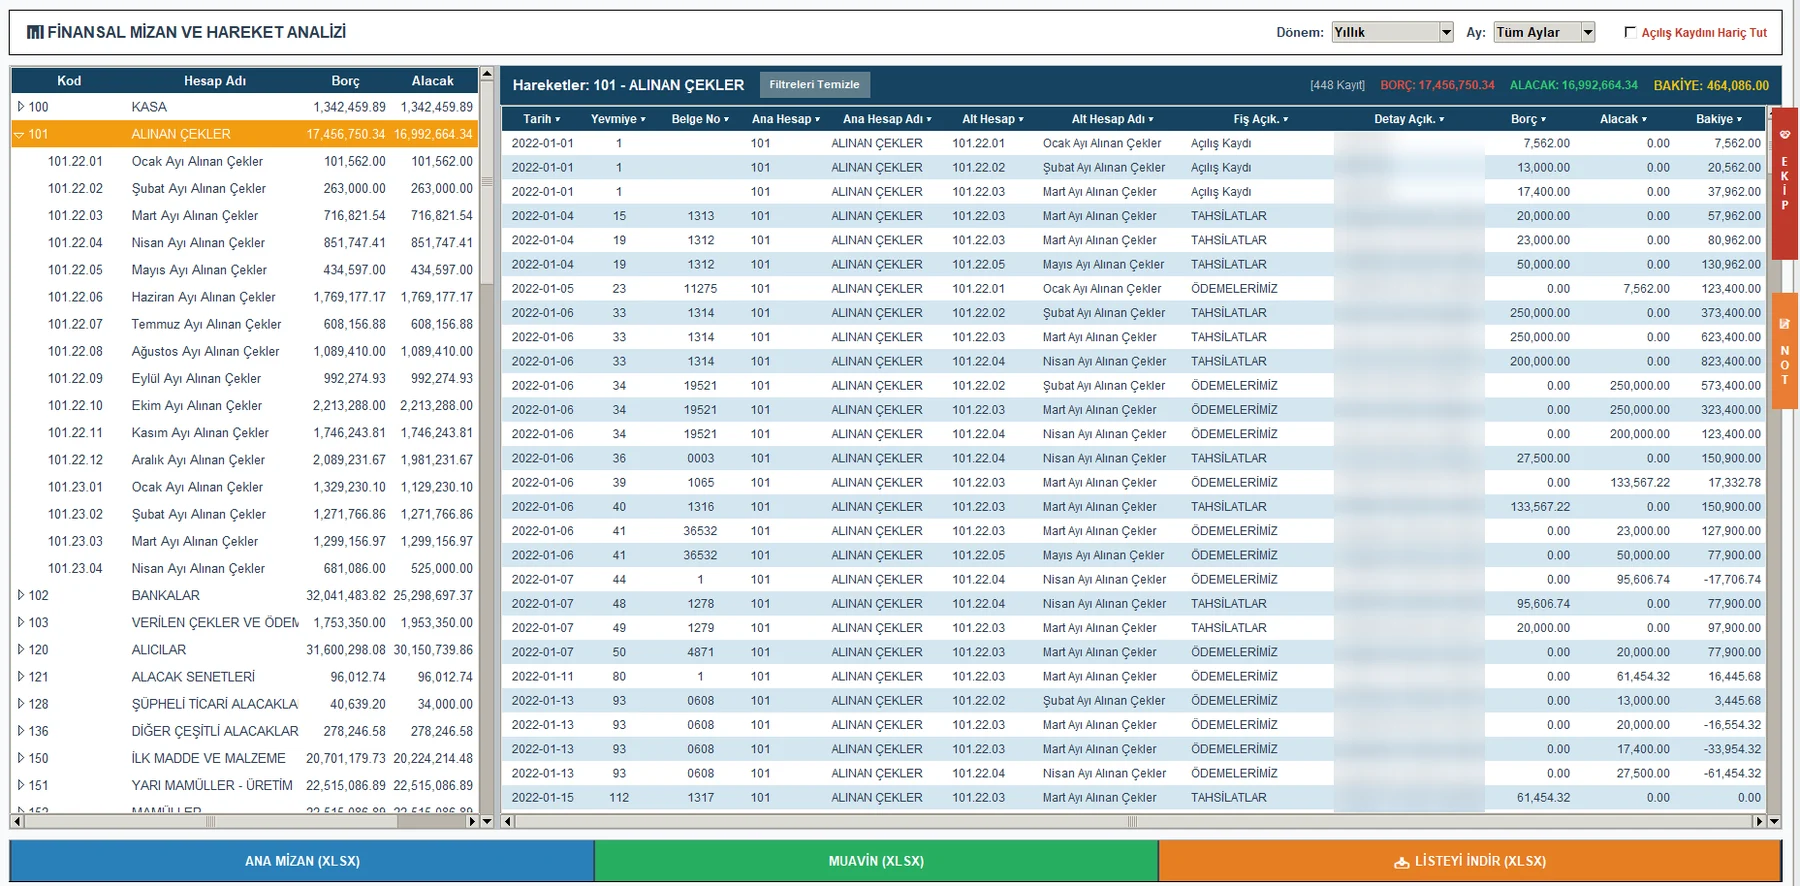 FİNANSAL MİZAN VE HAREKET ANALİZİ
Dönem: Yıllık Ay: Tüm Aylar Açılış Kaydını Hariç Tut
Kod Hesap Adı Borç Alacak
100 KASA 1,342,459.89 1,342,459.89
101 ALINAN ÇEKLER 17,456,750.34 16,992,664.34
101.22.01 Ocak Ayı Alınan Çekler 101,562.00 101,562.00
101.22.02 Şubat Ayı Alınan Çekler 263,000.00 263,000.00
101.22.03 Mart Ayı Alınan Çekler 716,821.54 716,821.54
101.22.04 Nisan Ayı Alınan Çekler 851,747.41 851,747.41
101.22.05 Mayıs Ayı Alınan Çekler 434,597.00 434,597.00
101.22.06 Haziran Ayı Alınan Çekler 1,769,177.17 1,769,177.17
101.22.07 Temmuz Ayı Alınan Çekler 608,156.88 608,156.88
101.22.08 Ağustos Ayı Alınan Çekler 1,089,410.00 1,089,410.00
101.22.09 Eylül Ayı Alınan Çekler 992,274.93 992,274.93
101.22.10 Ekim Ayı Alınan Çekler 2,213,288.00 2,213,288.00
101.22.11 Kasım Ayı Alınan Çekler 1,746,243.81 1,746,243.81
101.22.12 Aralık Ayı Alınan Çekler 2,089,231.67 1,981,231.67
101.23.01 Ocak Ayı Alınan Çekler 1,329,230.10 1,129,230.10
101.23.02 Şubat Ayı Alınan Çekler 1,271,766.86 1,271,766.86
101.23.03 Mart Ayı Alınan Çekler 1,299,156.97 1,299,156.97
101.23.04 Nisan Ayı Alınan Çekler 681,086.00 525,000.00
102 BANKALAR 32,041,483.82 25,298,697.37
103 VERİLEN ÇEKLER VE ÖDEM 1,753,350.00 1,953,350.00
120 ALICILAR 31,600,298.08 30,150,739.86
121 ALACAK SENETLERİ 96,012.74 96,012.74
128 ŞÜPHELİ TİCARİ ALACAKLA 40,639.20 34,000.00
136 DİĞER ÇEŞİTLİ ALACAKLAR 278,246.58 278,246.58
150 İLK MADDE VE MALZEME 20,701,179.73 20,224,214.48
151 YARI MAMÜLLER - ÜRETİM 22,515,086.89 22,515,086.89
152 MAMÜLLER 22,515,086.89 22,515,086.89
Hareketler: 101 - ALINAN ÇEKLER Filtreleri Temizle [448 Kayıt] BORÇ: 17,456,750.34 ALACAK: 16,992,664.34 BAKİYE: 464,086.00
Tarih Yevmiye Belge No Ana Hesap Ana Hesap Adı Alt Hesap Alt Hesap Adı Fiş Açık. Detay Açık. Borç Alacak Bakiye
2022-01-01 1 101 ALINAN ÇEKLER 101.22.01 Ocak Ayı Alınan Çekler Açılış Kaydı 7,562.00 0.00 7,562.00
2022-01-01 1 101 ALINAN ÇEKLER 101.22.02 Şubat Ayı Alınan Çekler Açılış Kaydı 13,000.00 0.00 20,562.00
2022-01-01 1 101 ALINAN ÇEKLER 101.22.03 Mart Ayı Alınan Çekler Açılış Kaydı 17,400.00 0.00 37,962.00
2022-01-04 15 1313 101 ALINAN ÇEKLER 101.22.03 Mart Ayı Alınan Çekler TAHSİLATLAR 20,000.00 0.00 57,962.00
2022-01-04 19 1312 101 ALINAN ÇEKLER 101.22.03 Mart Ayı Alınan Çekler TAHSİLATLAR 23,000.00 0.00 80,962.00
2022-01-04 19 1312 101 ALINAN ÇEKLER 101.22.05 Mayıs Ayı Alınan Çekler TAHSİLATLAR 50,000.00 0.00 130,962.00
2022-01-05 23 11275 101 ALINAN ÇEKLER 101.22.01 Ocak Ayı Alınan Çekler ÖDEMELERİMİZ 0.00 7,562.00 123,400.00
2022-01-06 33 1314 101 ALINAN ÇEKLER 101.22.02 Şubat Ayı Alınan Çekler TAHSİLATLAR 250,000.00 0.00 373,400.00
2022-01-06 33 1314 101 ALINAN ÇEKLER 101.22.03 Mart Ayı Alınan Çekler TAHSİLATLAR 250,000.00 0.00 623,400.00
2022-01-06 33 1314 101 ALINAN ÇEKLER 101.22.04 Nisan Ayı Alınan Çekler TAHSİLATLAR 200,000.00 0.00 823,400.00
2022-01-06 34 19521 101 ALINAN ÇEKLER 101.22.02 Şubat Ayı Alınan Çekler ÖDEMELERİMİZ 0.00 250,000.00 573,400.00
2022-01-06 34 19521 101 ALINAN ÇEKLER 101.22.03 Mart Ayı Alınan Çekler ÖDEMELERİMİZ 0.00 250,000.00 323,400.00
2022-01-06 34 19521 101 ALINAN ÇEKLER 101.22.04 Nisan Ayı Alınan Çekler ÖDEMELERİMİZ 0.00 200,000.00 123,400.00
2022-01-06 36 0003 101 ALINAN ÇEKLER 101.22.04 Nisan Ayı Alınan Çekler TAHSİLATLAR 27,500.00 0.00 150,900.00
2022-01-06 39 1065 101 ALINAN ÇEKLER 101.22.03 Mart Ayı Alınan Çekler ÖDEMELERİMİZ 0.00 133,567.22 17,332.78
2022-01-06 40 1316 101 ALINAN ÇEKLER 101.22.03 Mart Ayı Alınan Çekler TAHSİLATLAR 133,567.22 0.00 150,900.00
2022-01-06 41 36532 101 ALINAN ÇEKLER 101.22.03 Mart Ayı Alınan Çekler ÖDEMELERİMİZ 0.00 23,000.00 127,900.00
2022-01-06 41 36532 101 ALINAN ÇEKLER 101.22.05 Mayıs Ayı Alınan Çekler ÖDEMELERİMİZ 0.00 50,000.00 77,900.00
2022-01-07 44 1 101 ALINAN ÇEKLER 101.22.04 Nisan Ayı Alınan Çekler ÖDEMELERİMİZ 0.00 95,606.74 -17,706.74
2022-01-07 48 1278 101 ALINAN ÇEKLER 101.22.04 Nisan Ayı Alınan Çekler TAHSİLATLAR 95,606.74 0.00 77,900.00
2022-01-07 49 1279 101 ALINAN ÇEKLER 101.22.03 Mart Ayı Alınan Çekler TAHSİLATLAR 20,000.00 0.00 97,900.00
2022-01-07 50 4871 101 ALINAN ÇEKLER 101.22.03 Mart Ayı Alınan Çekler ÖDEMELERİMİZ 0.00 20,000.00 77,900.00
2022-01-11 80 1 101 ALINAN ÇEKLER 101.22.03 Mart Ayı Alınan Çekler ÖDEMELERİMİZ 0.00 61,454.32 16,445.68
2022-01-13 93 0608 101 ALINAN ÇEKLER 101.22.02 Şubat Ayı Alınan Çekler ÖDEMELERİMİZ 0.00 13,000.00 3,445.68
2022-01-13 93 0608 101 ALINAN ÇEKLER 101.22.03 Mart Ayı Alınan Çekler ÖDEMELERİMİZ 0.00 20,000.00 -16,554.32
2022-01-13 93 0608 101 ALINAN ÇEKLER 101.22.03 Mart Ayı Alınan Çekler ÖDEMELERİMİZ 0.00 17,400.00 -33,954.32
2022-01-13 93 0608 101 ALINAN ÇEKLER 101.22.04 Nisan Ayı Alınan Çekler ÖDEMELERİMİZ 0.00 27,500.00 -61,454.32
2022-01-15 112 1317 101 ALINAN ÇEKLER 101.22.03 Mart Ayı Alınan Çekler TAHSİLATLAR 61,454.32 0.00 0.00
EKİP
NOT
ANA MİZAN (XLSX) MUAVİN (XLSX) LİSTEYİ İNDİR (XLSX)